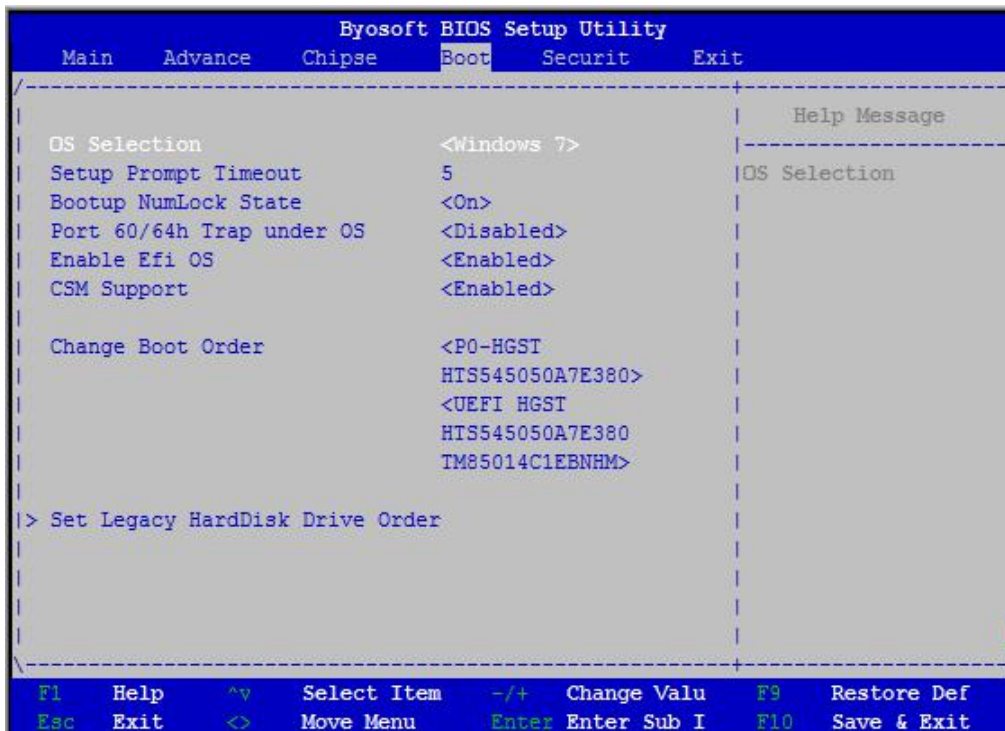 Byosoft BIOS Setup Utility
Main Advance Chipse Boot Securit Exit
Help Message
OS Selection <Windows 7>
Setup Prompt Timeout 5 OS Selection
Bootup NumLock State <On>
Port 60/64h Trap under OS <Disabled>
Enable Efi OS <Enabled>
CSM Support <Enabled>
Change Boot Order <P0-HGST
HTS545050A7E380>
<UEFI HGST
HTS545050A7E380
TM85014C1EBNHM>
> Set Legacy HardDisk Drive Order
F1 Help ^v Select Item -/+ Change Valu F9 Restore Def
Esc Exit <> Move Menu Enter Enter Sub I F10 Save & Exit